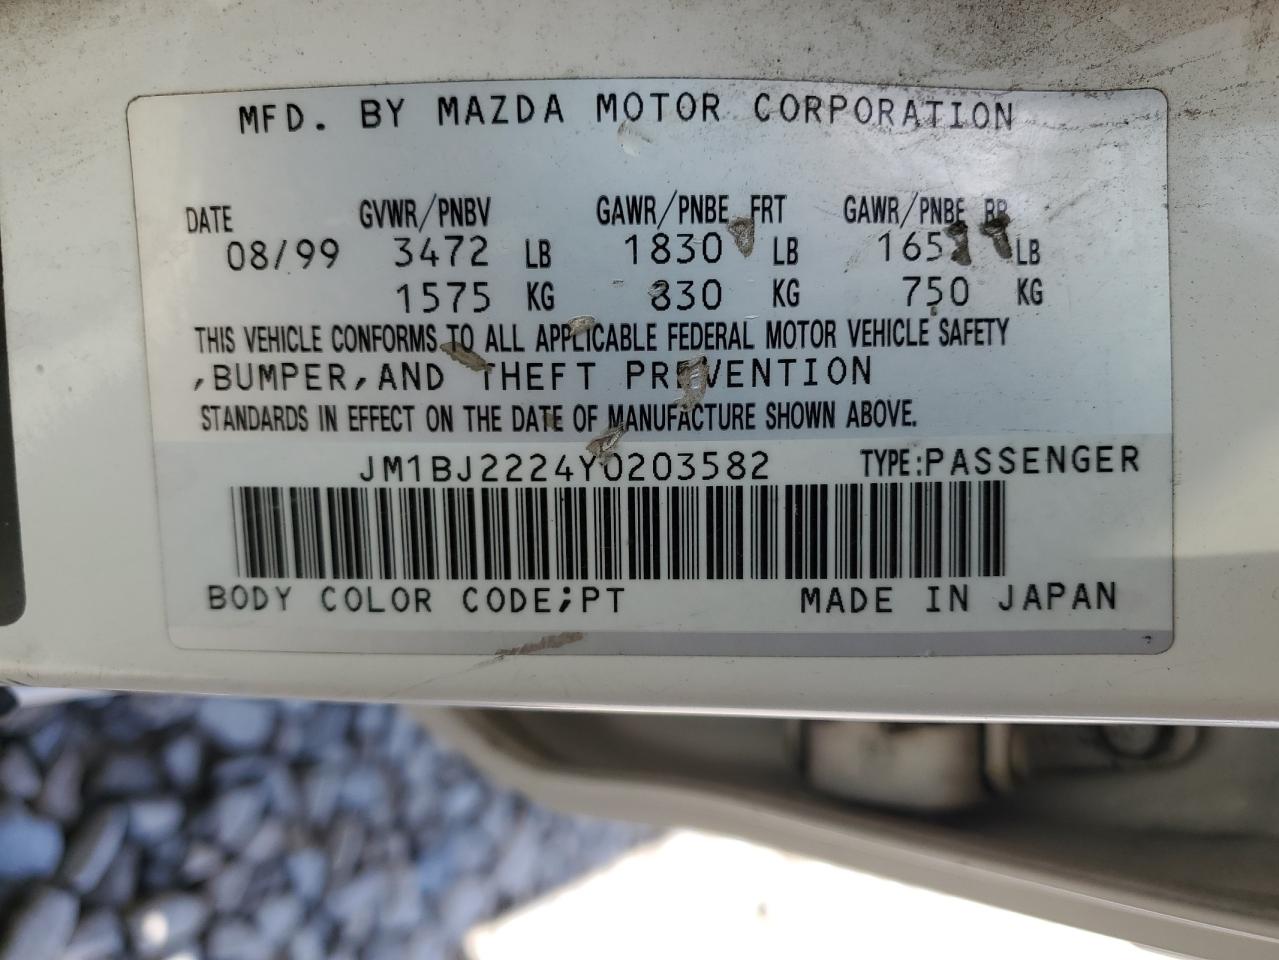 MFD. BY MAZDA MOTOR CORPORATION
DATE GVWR/PNBV GAWR/PNBE FRT GAWR/PNBE RR
08/99 3472 LB 1830 LB LB
1575 KG 830 KG 750 KG
THIS VEHICLE CONFORMS TO ALL APPLICABLE FEDERAL MOTOR VEHICLE SAFETY
,BUMPER,AND THEFT PREVENTION
STANDARDS IN EFFECT ON THE DATE OF MANUFACTURE SHOWN ABOVE.
JM1BJ2224Y0203582 TYPE:PASSENGER
BODY COLOR CODE;PT MADE IN JAPAN